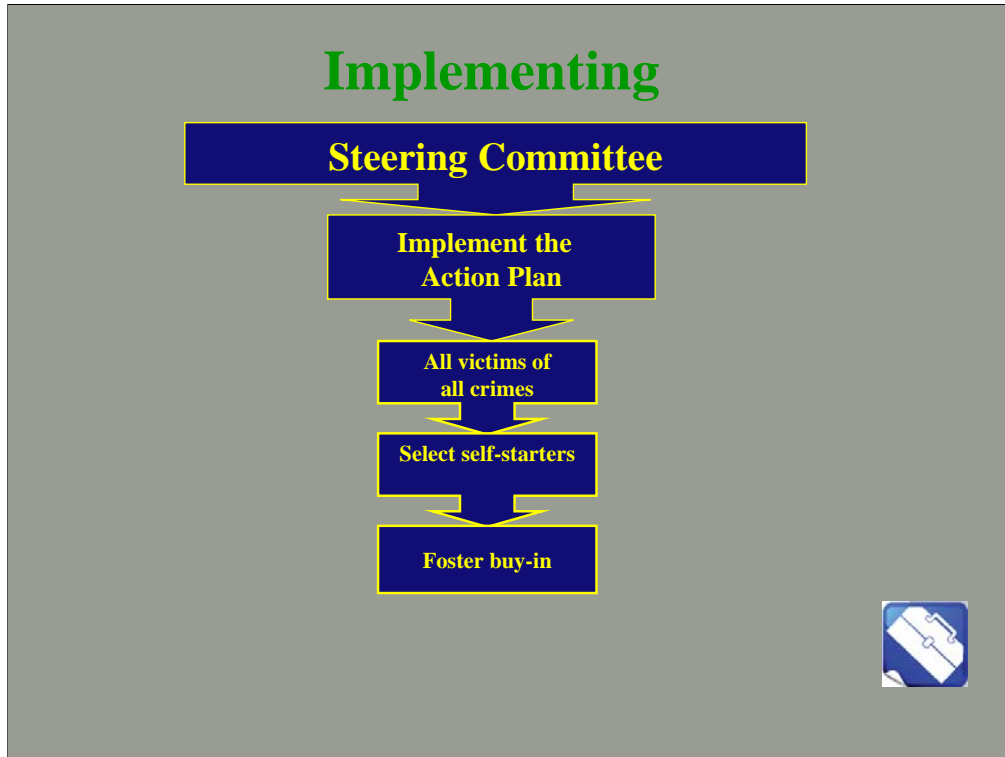 Implementing
Steering Committee
Implement the
Action Plan
All victims of
all crimes
Select self-starters
Foster buy-in